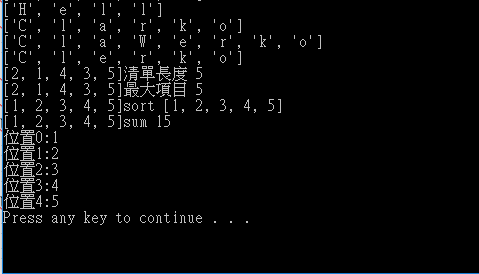 ['H', 'e', 'l', 'l']
['C', 'l', 'a', 'r', 'k', 'o']
['C', 'l', 'a', 'W', 'e', 'r', 'k', 'o']
['C', 'l', 'e', 'r', 'k', 'o']
[2, 1, 4, 3, 5]清單長度 5
[2, 1, 4, 3, 5]最大項目 5
[1, 2, 3, 4, 5]sort [1, 2, 3, 4, 5]
[1, 2, 3, 4, 5]sum 15
位置0:1
位置1:2
位置2:3
位置3:4
位置4:5
Press any key to continue . . .